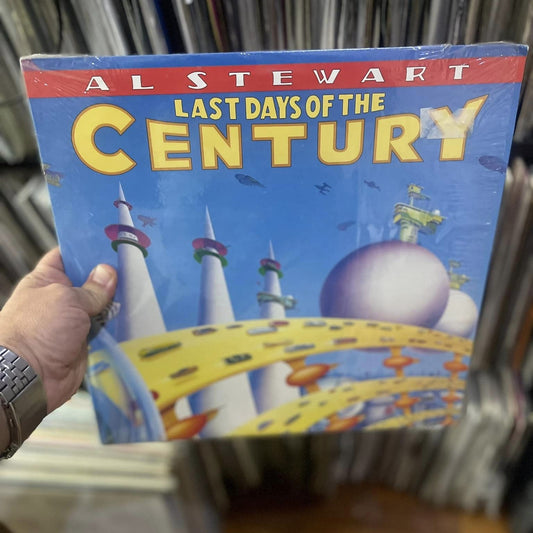 AL STEWART
LAST DAYS OF THE
CENTURY